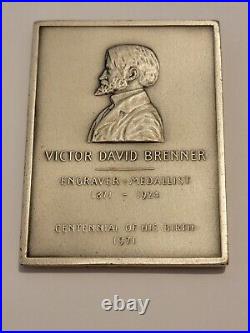 VICTOR DAVID BRENNER
ENGRAVER - MEDALLIST
1871 - 1924
CENTENNIAL OF HIS BIRTH
1971